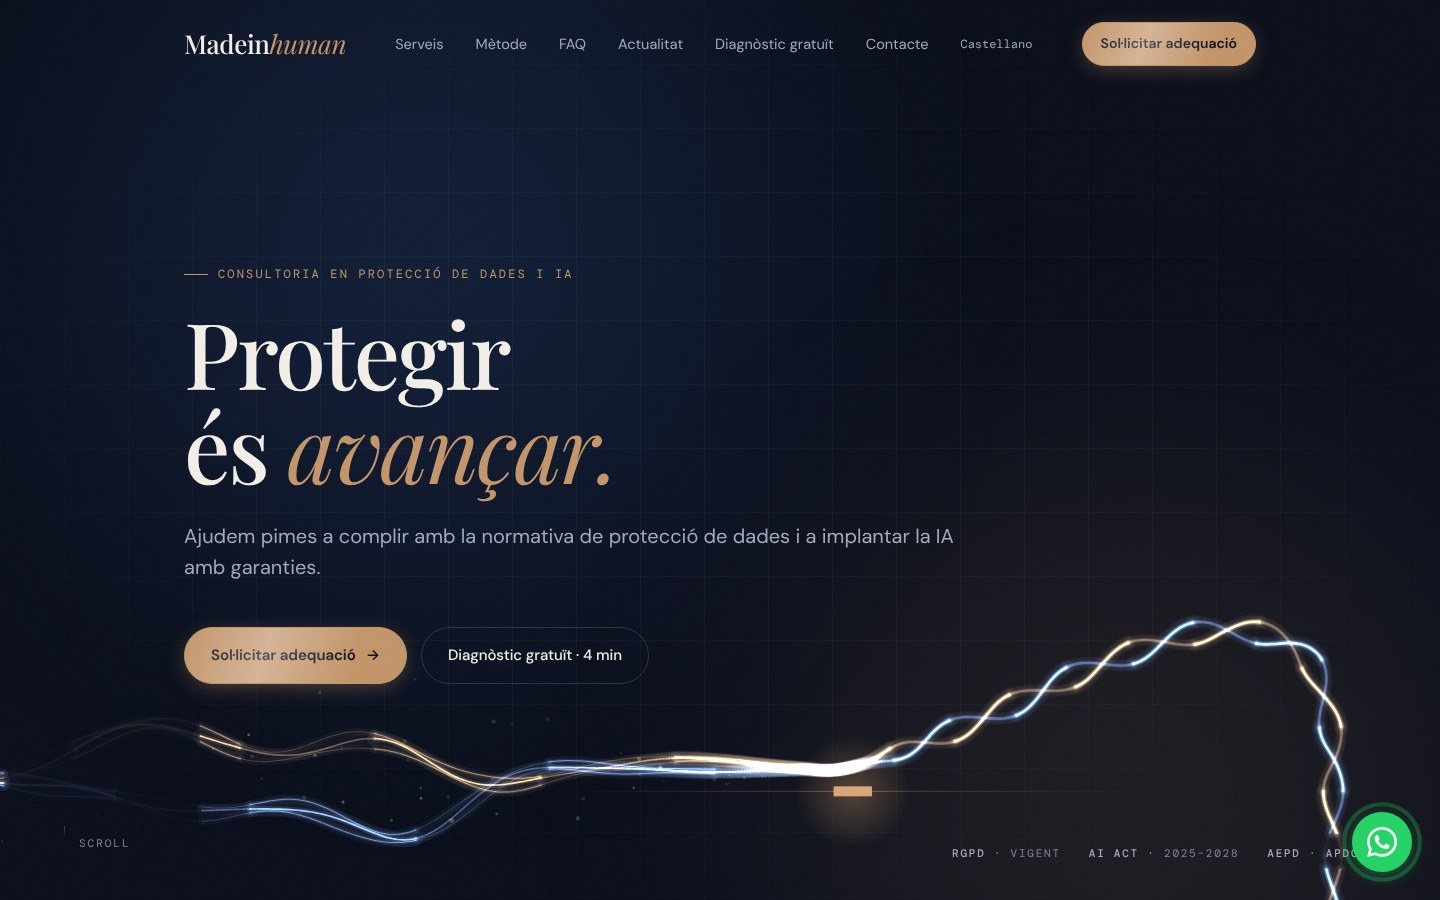 Madeinhuman
Serveis
Mètode
FAQ
Actualitat
Diagnòstic gratuït
Contacte
Castellano
Sol·licitar adequació
CONSULTORIA EN PROTECCIÓ DE DADES I IA
Protegir
és avançar.
Ajudem pimes a complir amb la normativa de protecció de dades i a implantar la IA
amb garanties.
Sol·licitar adequació →
Diagnòstic gratuït · 4 min
SCROLL
RGPD · VIGENT
AI ACT · 2025–2028
AEPD ·